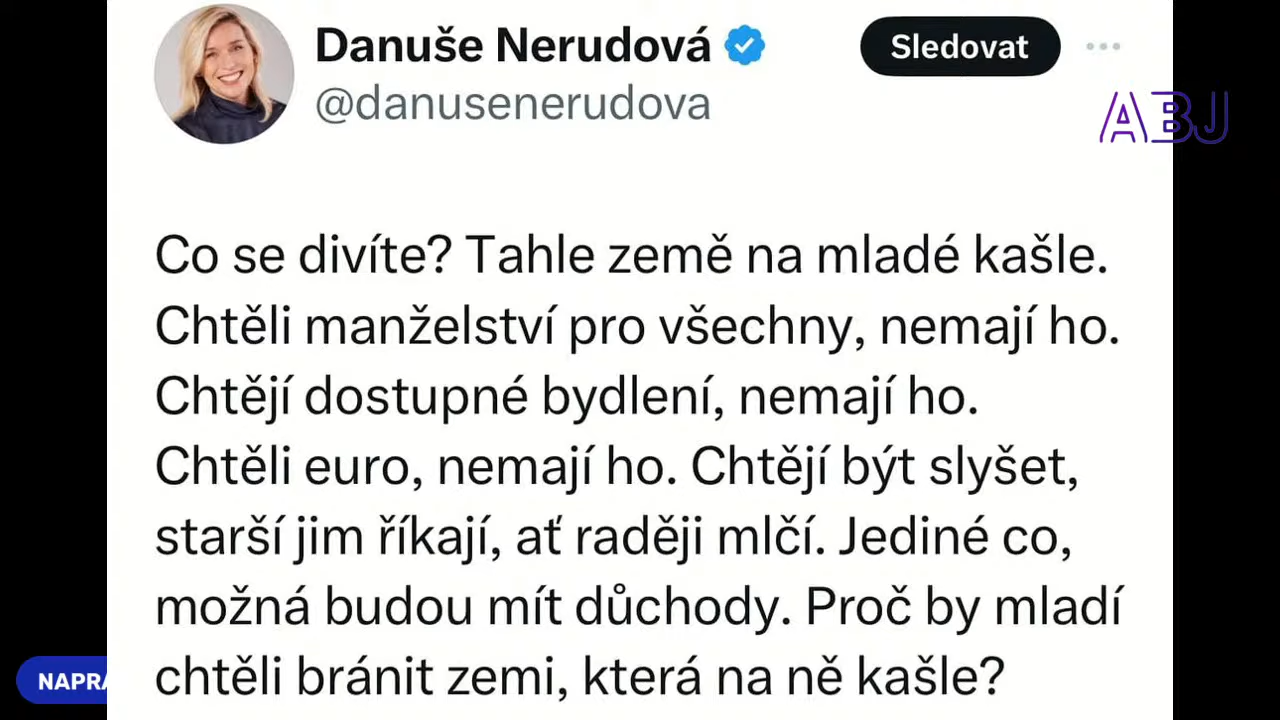 Danuše Nerudová
@danusenerudova
Sledovat
ABJ
Co se divíte? Tahle země na mladé kašle.
Chtěli manželství pro všechny, nemají ho.
Chtějí dostupné bydlení, nemají ho.
Chtěli euro, nemají ho. Chtějí být slyšet,
starší jim říkají, ať raději mlčí. Jediné co,
možná budou mít důchody. Proč by mladí
chtěli bránit zemi, která na ně kašle?